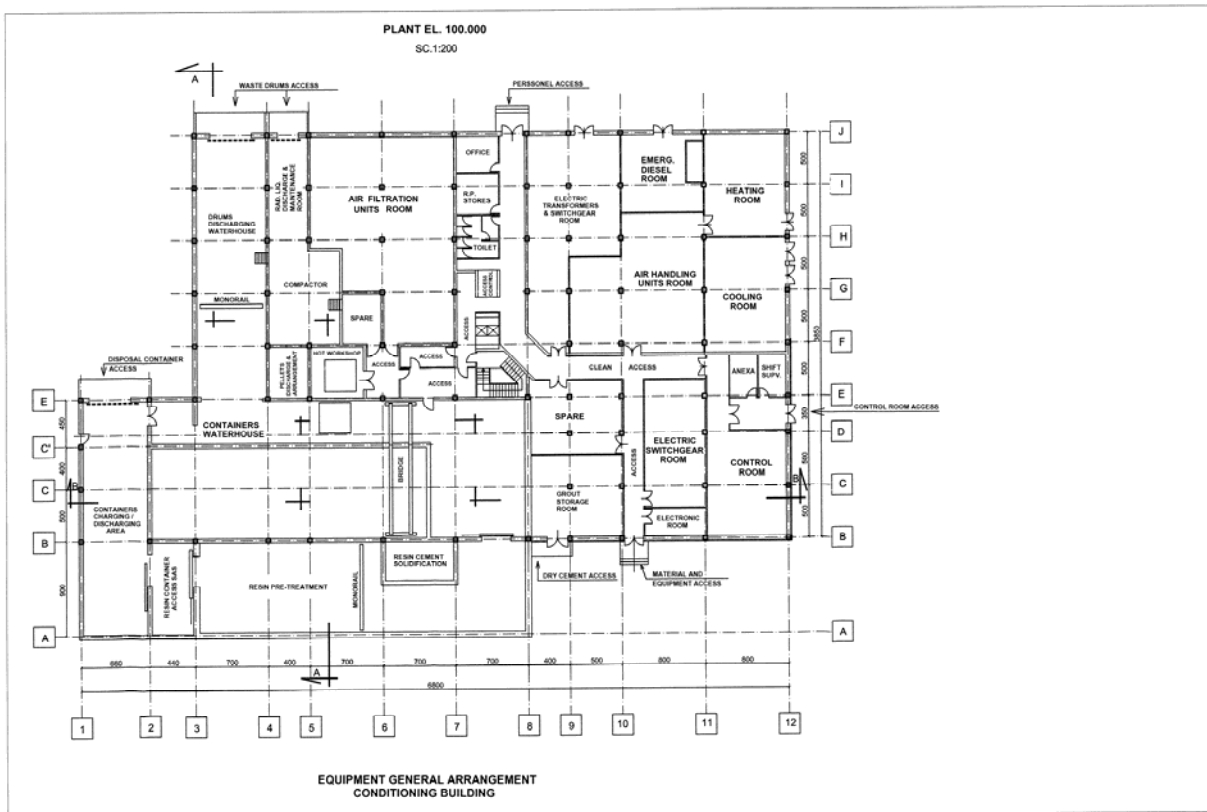 PLANT EL. 100.000
SC.1:200
A
WASTE DRUMS ACCESS
PERSSONEL ACCESS
J
OFFICE
EMERG.
DIESEL
ROOM
500
RAD. LIQ.
DISCHARGE &
MAINTENANCE
ROOM
I
R.P.
STORES
AIR FILTRATION
UNITS ROOM
ELECTRIC
TRANSFORMERS
& SWITCHGEAR
ROOM
HEATING
ROOM
500
DRUMS
DISCHARGING
WATERHOUSE
H
TOILET
500
COMPACTOR
ACCESS
CONTROL
AIR HANDLING
UNITS ROOM
G
MONORAIL
COOLING
ROOM
500
SPARE
ACCESS
3853
F
DISPOSAL CONTAINER
ACCESS
PELLETS
DISCHARGE &
ARRANGEMENT
HOT WORKSHOP
ACCESS
ACCESS
ACCESS
CLEAN
ACCESS
ANEXA
SHIFT
SUPV.
500
E
E
CONTROL ROOM ACCESS
450
350
CONTAINERS
WATERHOUSE
SPARE
D
C*
ELECTRIC
SWITCHGEAR
ROOM
400
BRIDGE
ACCESS
CONTROL
ROOM
B
B
C
C
GROUT
STORAGE
ROOM
CONTAINERS
CHARGING /
DISCHARGING
AREA
500
500
ELECTRONIC
ROOM
B
B
RESIN CEMENT
SOLIDIFICATION
RESIN CONTAINER
ACCESS SAS
RESIN PRE-TREATMENT
MONORAIL
DRY CEMENT ACCESS
MATERIAL AND
EQUIPMENT ACCESS
900
A
A
440
700
400
700
700
700
400
500
800
800
A
6800
1
2
3
4
5
6
7
8
9
10
11
12
EQUIPMENT GENERAL ARRANGEMENT
CONDITIONING BUILDING